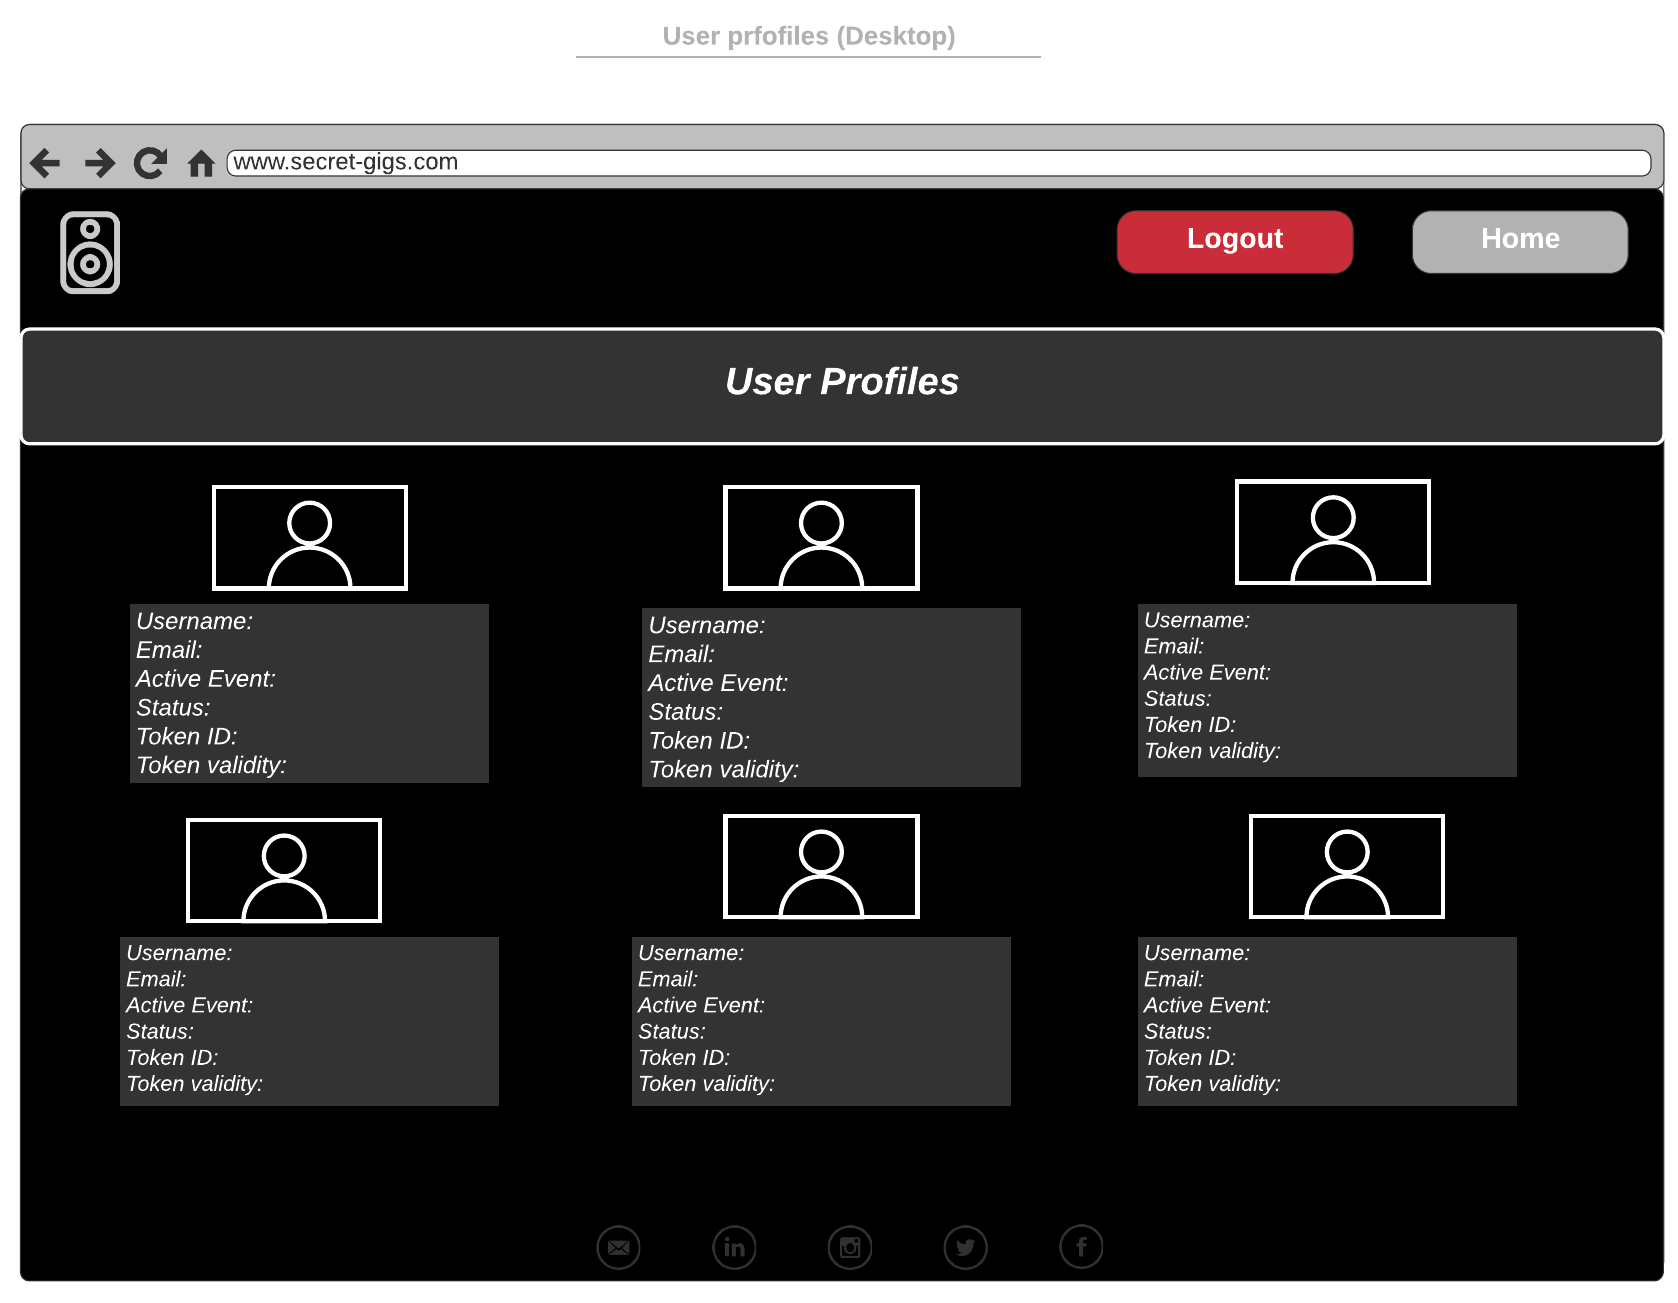 User prfofiles (Desktop)
www.secret-gigs.com
Logout
Home
User Profiles
Username:
Email:
Active Event:
Status:
Token ID:
Token validity:
Username:
Email:
Active Event:
Status:
Token ID:
Token validity:
Username:
Email:
Active Event:
Status:
Token ID:
Token validity:
Username:
Email:
Active Event:
Status:
Token ID:
Token validity:
Username:
Email:
Active Event:
Status:
Token ID:
Token validity:
Username:
Email:
Active Event:
Status:
Token ID:
Token validity: